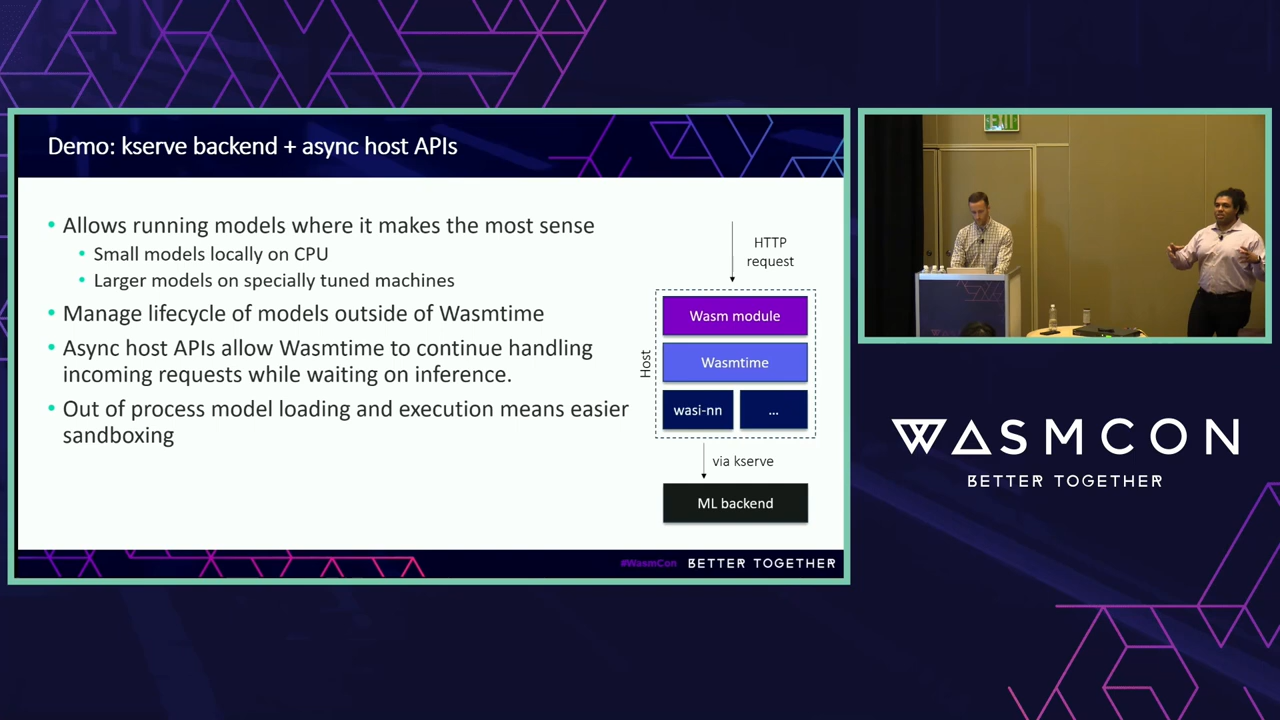 Demo: kserve backend + async host APIs
• Allows running models where it makes the most sense
• Small models locally on CPU
• Larger models on specially tuned machines
• Manage lifecycle of models outside of Wasmtime
• Async host APIs allow Wasmtime to continue handling
incoming requests while waiting on inference.
• Out of process model loading and execution means easier
sandboxing
HTTP
request
Host
Wasm module
Wasmtime
wasi-nn
...
via kserve
ML backend
#WasmCon
BETTER TOGETHER
EXIT
WASMCON
BETTER TOGETHER